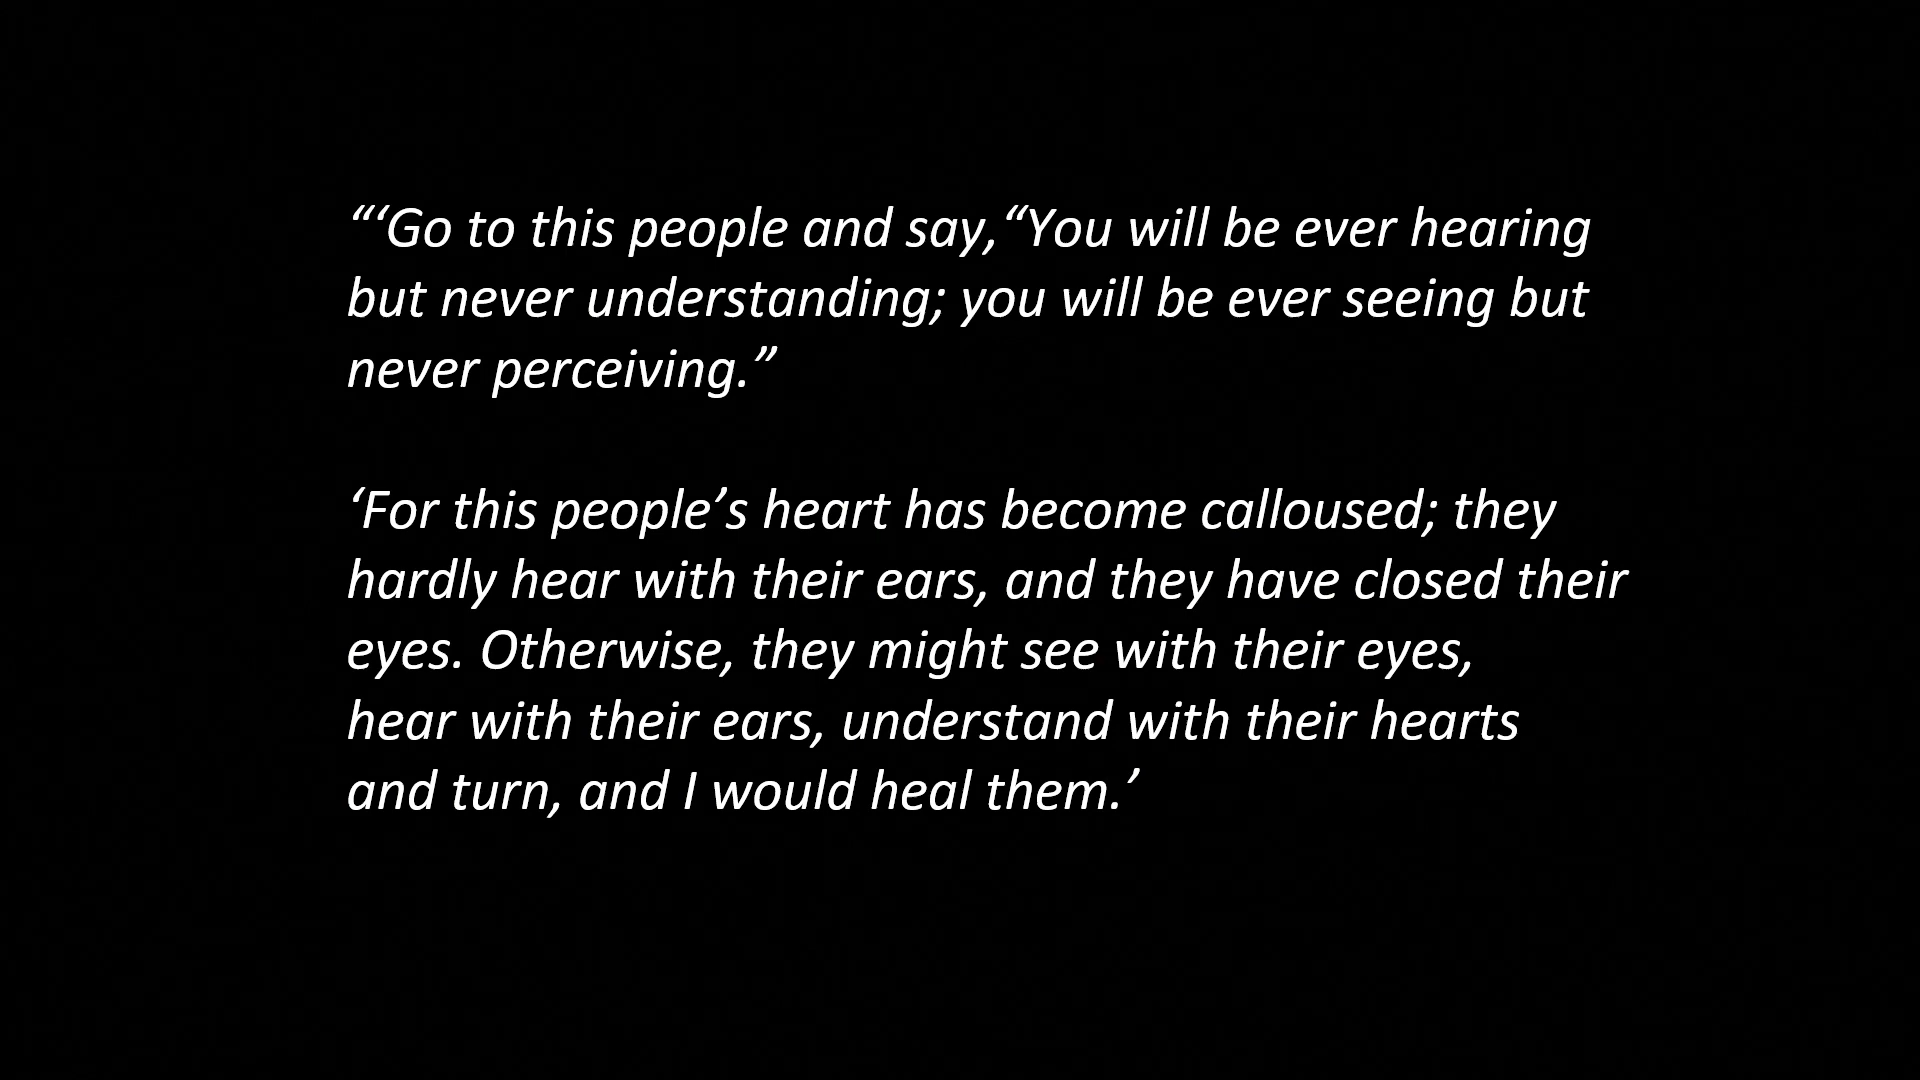 “‘Go to this people and say,“You will be ever hearing
but never understanding; you will be ever seeing but
never perceiving.”
‘For this people’s heart has become calloused; they
hardly hear with their ears, and they have closed their
eyes. Otherwise, they might see with their eyes,
hear with their ears, understand with their hearts
and turn, and I would heal them.’